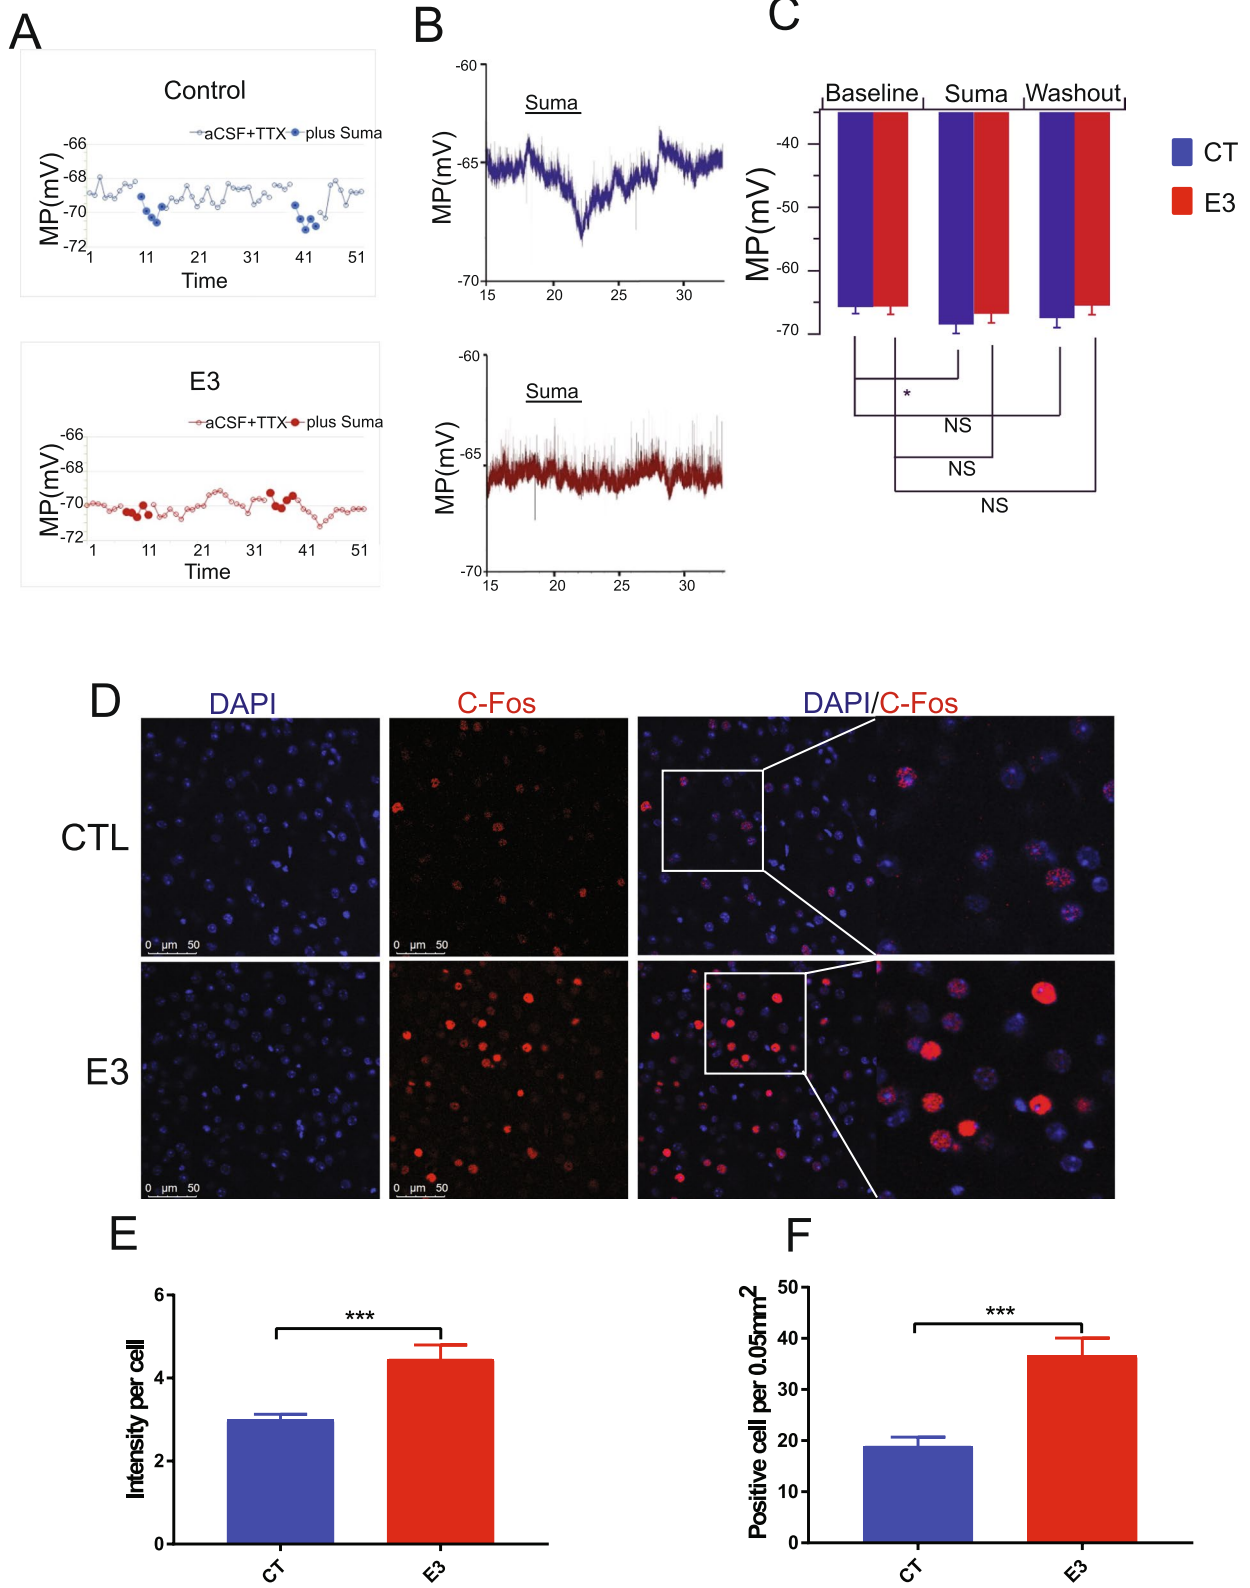 A
Control
aCSF+TTX plus Suma
MP(mV)
-66
-68
-70
-72
1 11 21 31 41 51
Time
E3
aCSF+TTX plus Suma
MP(mV)
-66
-68
-70
-72
1 11 21 31 41 51
Time
B
-60
Suma
MP(mV)
-65
-70
15 20 25 30
-60
Suma
MP(mV)
-65
-70
15 20 25 30
C
Baseline Suma Washout
MP(mV)
-40
-50
-60
-70
CT
E3
*
NS
NS
NS
D
DAPI C-Fos DAPI/C-Fos
CTL
0 µm 50
0 µm 50
E3
0 µm 50
0 µm 50
E
Intensity per cell
6
4
2
0
***
CT E3
F
Positive cell per 0.05mm2
50
40
30
20
10
0
***
CT E3